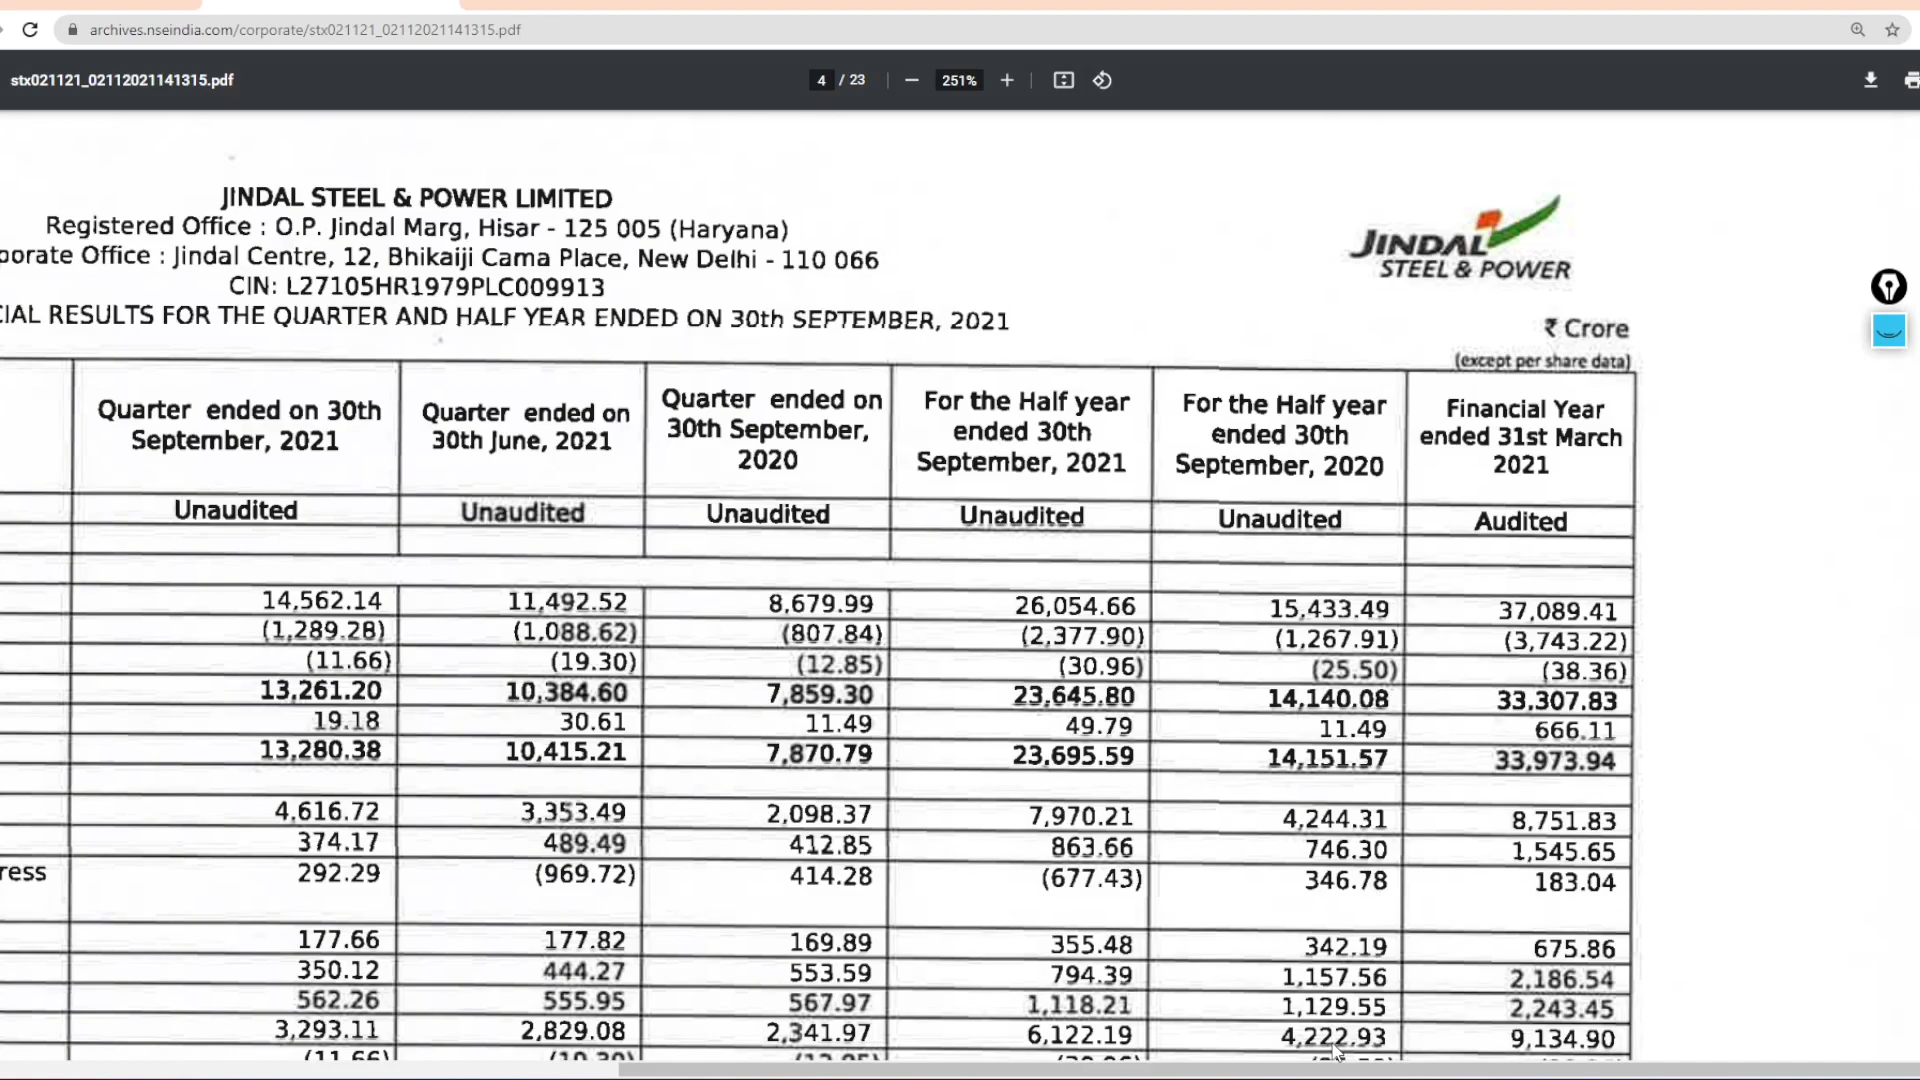 archives.nseindia.com/corporate/stx021121_02112021141315.pdf
stx021121_02112021141315.pdf
4 / 23
251%
JINDAL STEEL & POWER LIMITED
Registered Office : O.P. Jindal Marg, Hisar - 125 005 (Haryana)
porate Office : Jindal Centre, 12, Bhikaiji Cama Place, New Delhi - 110 066
CIN: L27105HR1979PLC009913
CIAL RESULTS FOR THE QUARTER AND HALF YEAR ENDED ON 30th SEPTEMBER, 2021
JINDAL
STEEL & POWER
₹ Crore
(except per share data)
Quarter ended on 30th September, 2021 Quarter ended on 30th June, 2021 Quarter ended on 30th September, 2020 For the Half year ended 30th September, 2021 For the Half year ended 30th September, 2020 Financial Year ended 31st March 2021
Unaudited Unaudited Unaudited Unaudited Unaudited Audited
14,562.14 11,492.52 8,679.99 26,054.66 15,433.49 37,089.41
(1,289.28) (1,088.62) (807.84) (2,377.90) (1,267.91) (3,743.22)
(11.66) (19.30) (12.85) (30.96) (25.50) (38.36)
13,261.20 10,384.60 7,859.30 23,645.80 14,140.08 33,307.83
19.18 30.61 11.49 49.79 11.49 666.11
13,280.38 10,415.21 7,870.79 23,695.59 14,151.57 33,973.94
4,616.72 3,353.49 2,098.37 7,970.21 4,244.31 8,751.83
374.17 489.49 412.85 863.66 746.30 1,545.65
ress 292.29 (969.72) 414.28 (677.43) 346.78 183.04
177.66 177.82 169.89 355.48 342.19 675.86
350.12 444.27 553.59 794.39 1,157.56 2,186.54
562.26 555.95 567.97 1,118.21 1,129.55 2,243.45
3,293.11 2,829.08 2,341.97 6,122.19 4,222.93 9,134.90